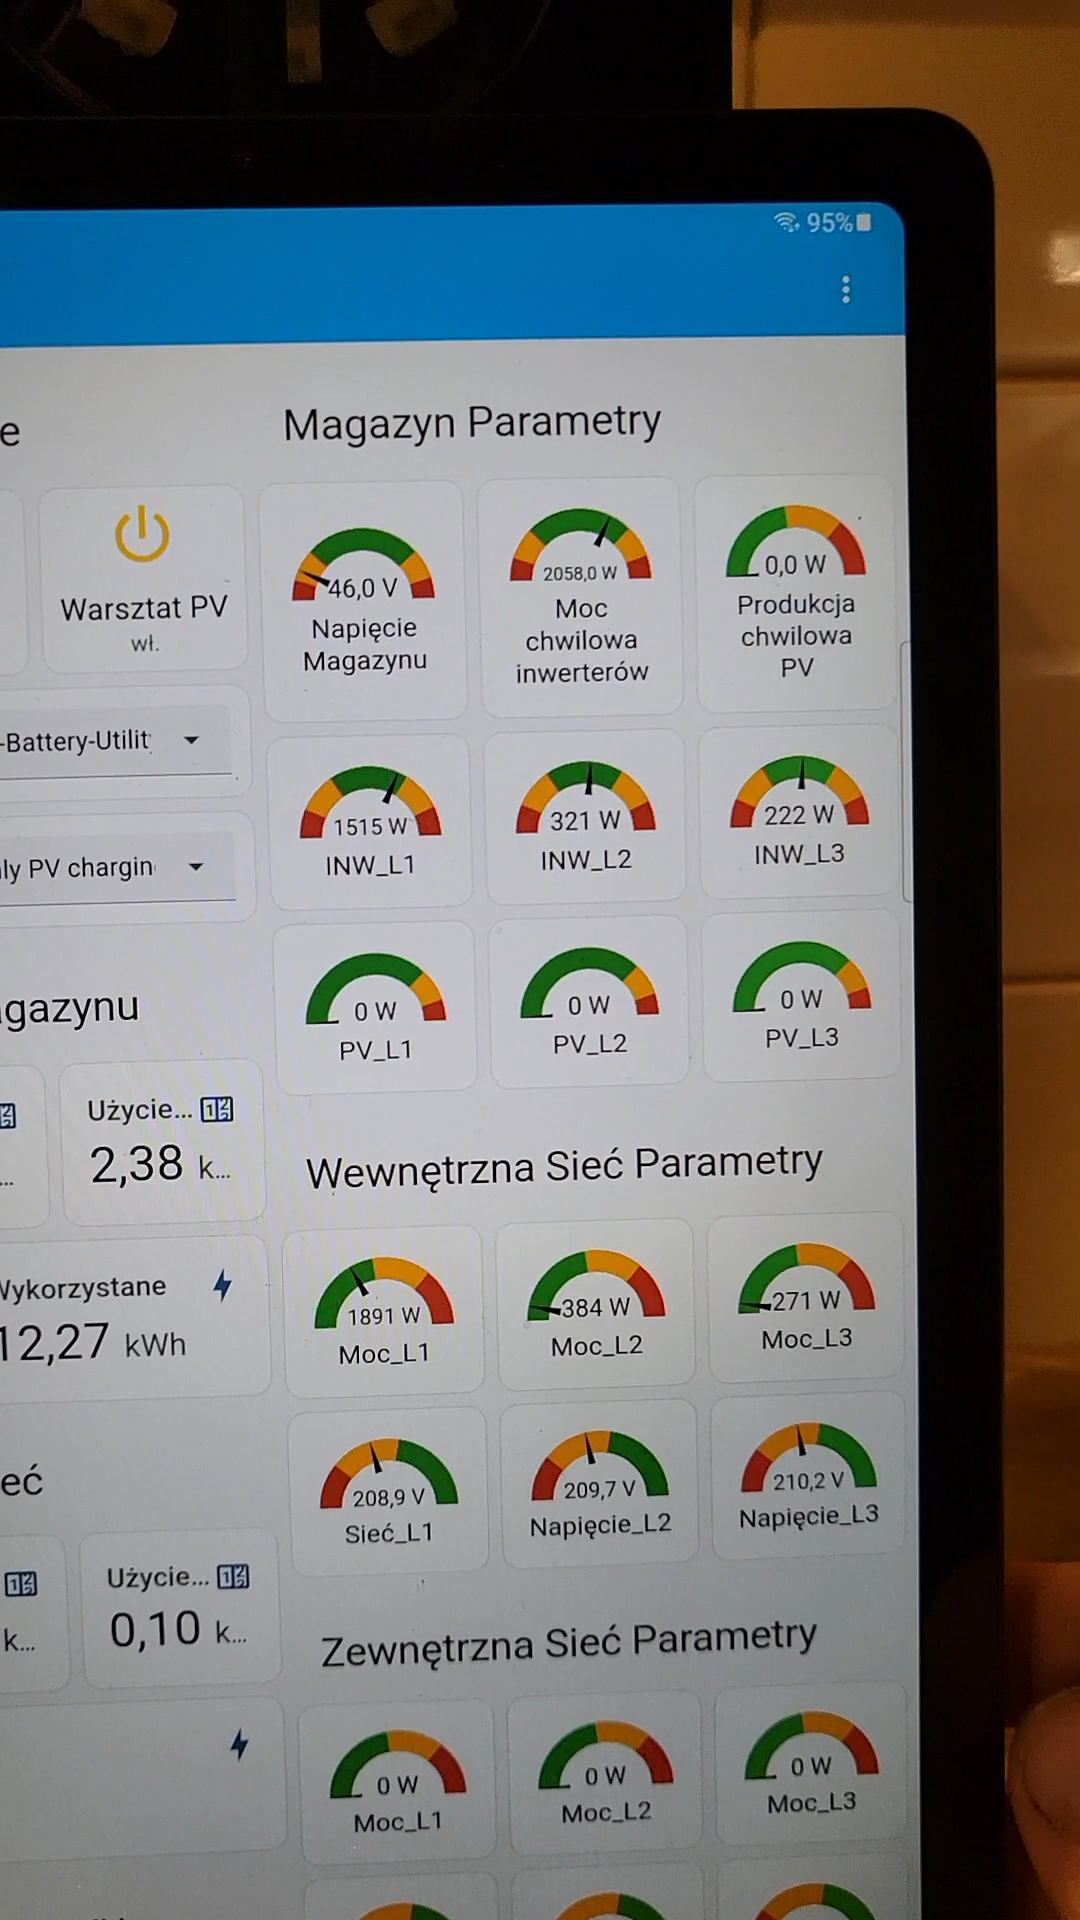 95%
e
Magazyn Parametry
Warsztat PV
wł.
46,0 V
Napięcie
Magazynu
2058,0 W
Moc
chwilowa
inwerterów
0,0 W
Produkcja
chwilowa
PV
-Battery-Utilit
ly PV chargin
1515 W
INW_L1
321 W
INW_L2
222 W
INW_L3
0 W
PV_L1
0 W
PV_L2
0 W
PV_L3
gazynu
Użycie...
2,38 k...
Wykorzystane
12,27 kWh
Wewnętrzna Sieć Parametry
1891 W
Moc_L1
384 W
Moc_L2
271 W
Moc_L3
208,9 V
Sieć_L1
209,7 V
Napięcie_L2
210,2 V
Napięcie_L3
eć
k...
Użycie...
0,10 k...
Zewnętrzna Sieć Parametry
0 W
Moc_L1
0 W
Moc_L2
0 W
Moc_L3